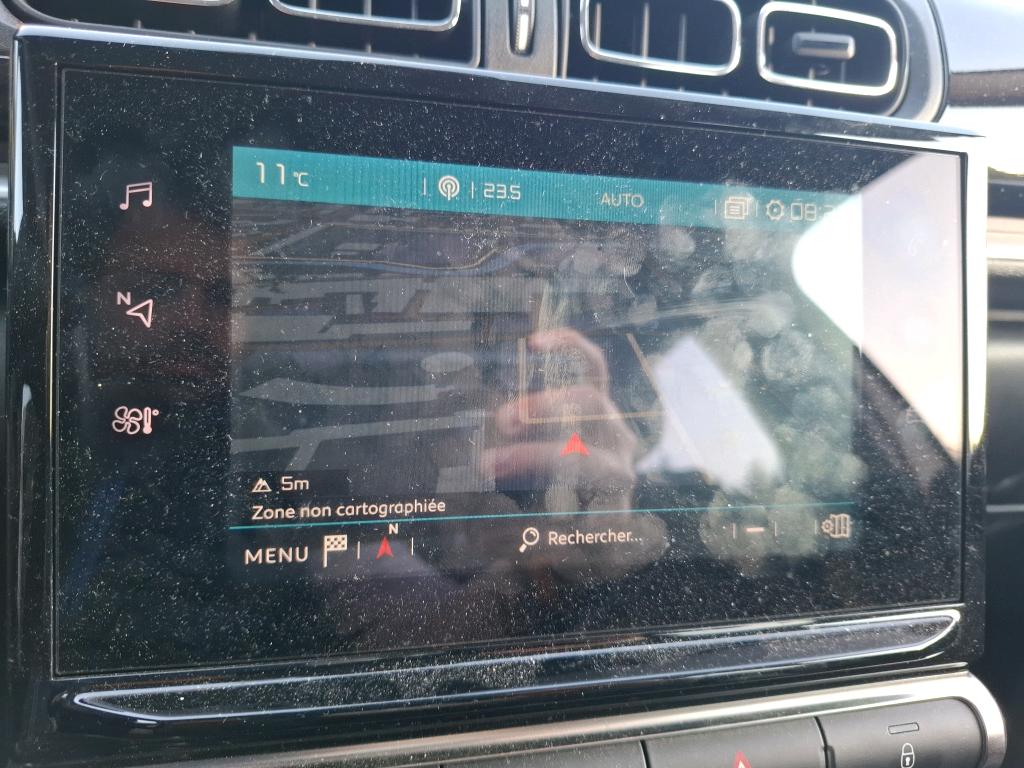 11°C 23.5 AUTO
N
5m
Zone non cartographiée
N
MENU Rechercher...